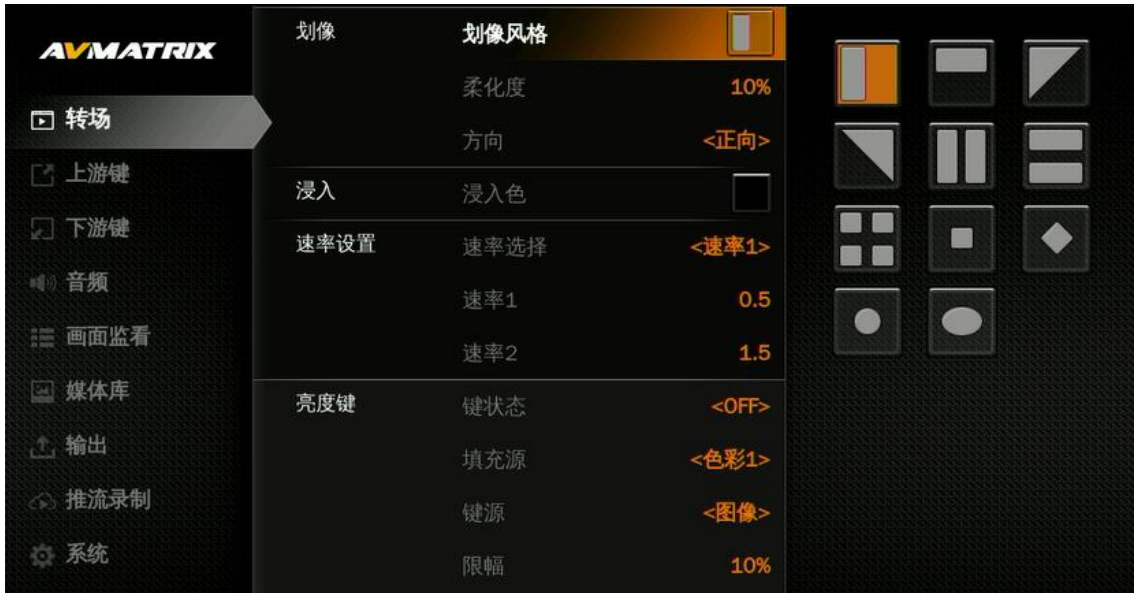 AVMATRIX
转场
上游键
下游键
音频
画面监看
媒体库
输出
推流录制
系统
划像 划像风格
柔化度 10%
方向 <正向>
浸入 浸入色
速率设置 速率选择 <速率1>
速率1 0.5
速率2 1.5
亮度键 键状态 <OFF>
填充源 <色彩1>
键源 <图像>
限幅 10%